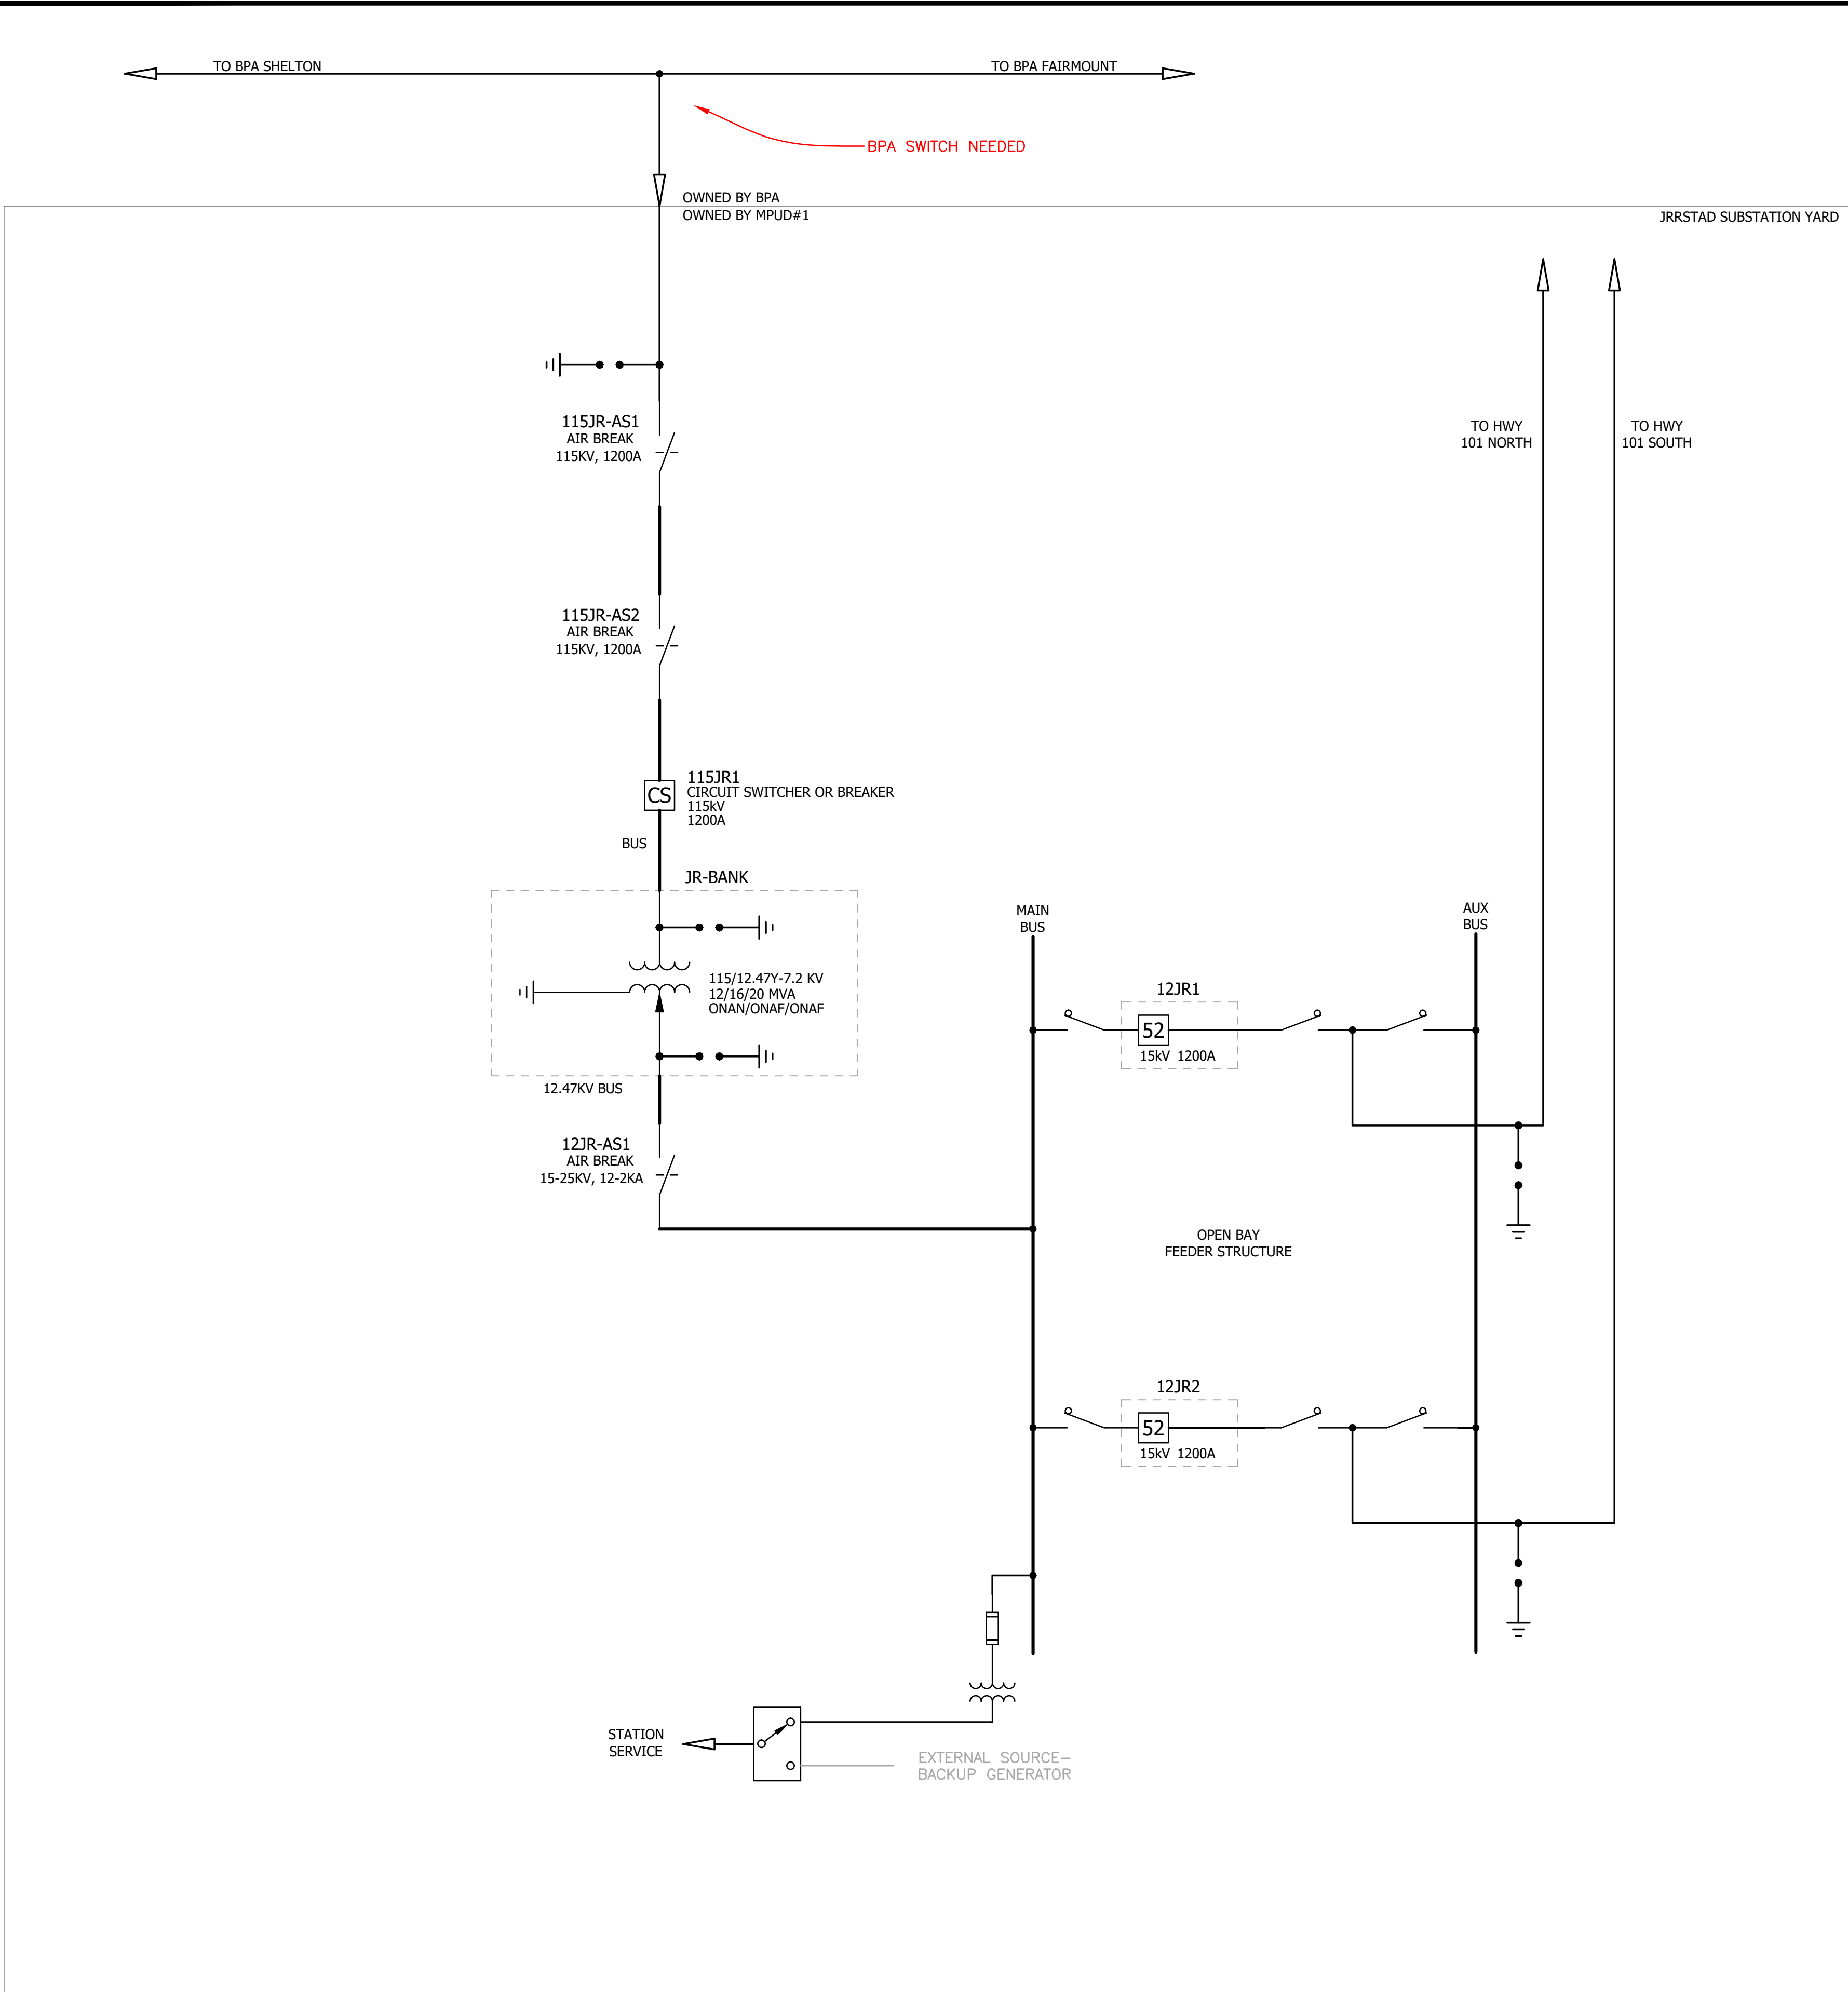 TO BPA SHELTON
TO BPA FAIRMOUNT
BPA SWITCH NEEDED
OWNED BY BPA
OWNED BY MPUD#1
JRRSTAD SUBSTATION YARD
115JR-AS1
AIR BREAK
115KV, 1200A
TO HWY
101 NORTH
TO HWY
101 SOUTH
115JR-AS2
AIR BREAK
115KV, 1200A
CS
115JR1
CIRCUIT SWITCHER OR BREAKER
115kV
1200A
BUS
JR-BANK
115/12.47Y-7.2 KV
12/16/20 MVA
ONAN/ONAF/ONAF
12.47KV BUS
12JR-AS1
AIR BREAK
15-25KV, 12-2KA
MAIN
BUS
AUX
BUS
12JR1
52
15kV 1200A
OPEN BAY
FEEDER STRUCTURE
12JR2
52
15kV 1200A
STATION
SERVICE
EXTERNAL SOURCE-
BACKUP GENERATOR